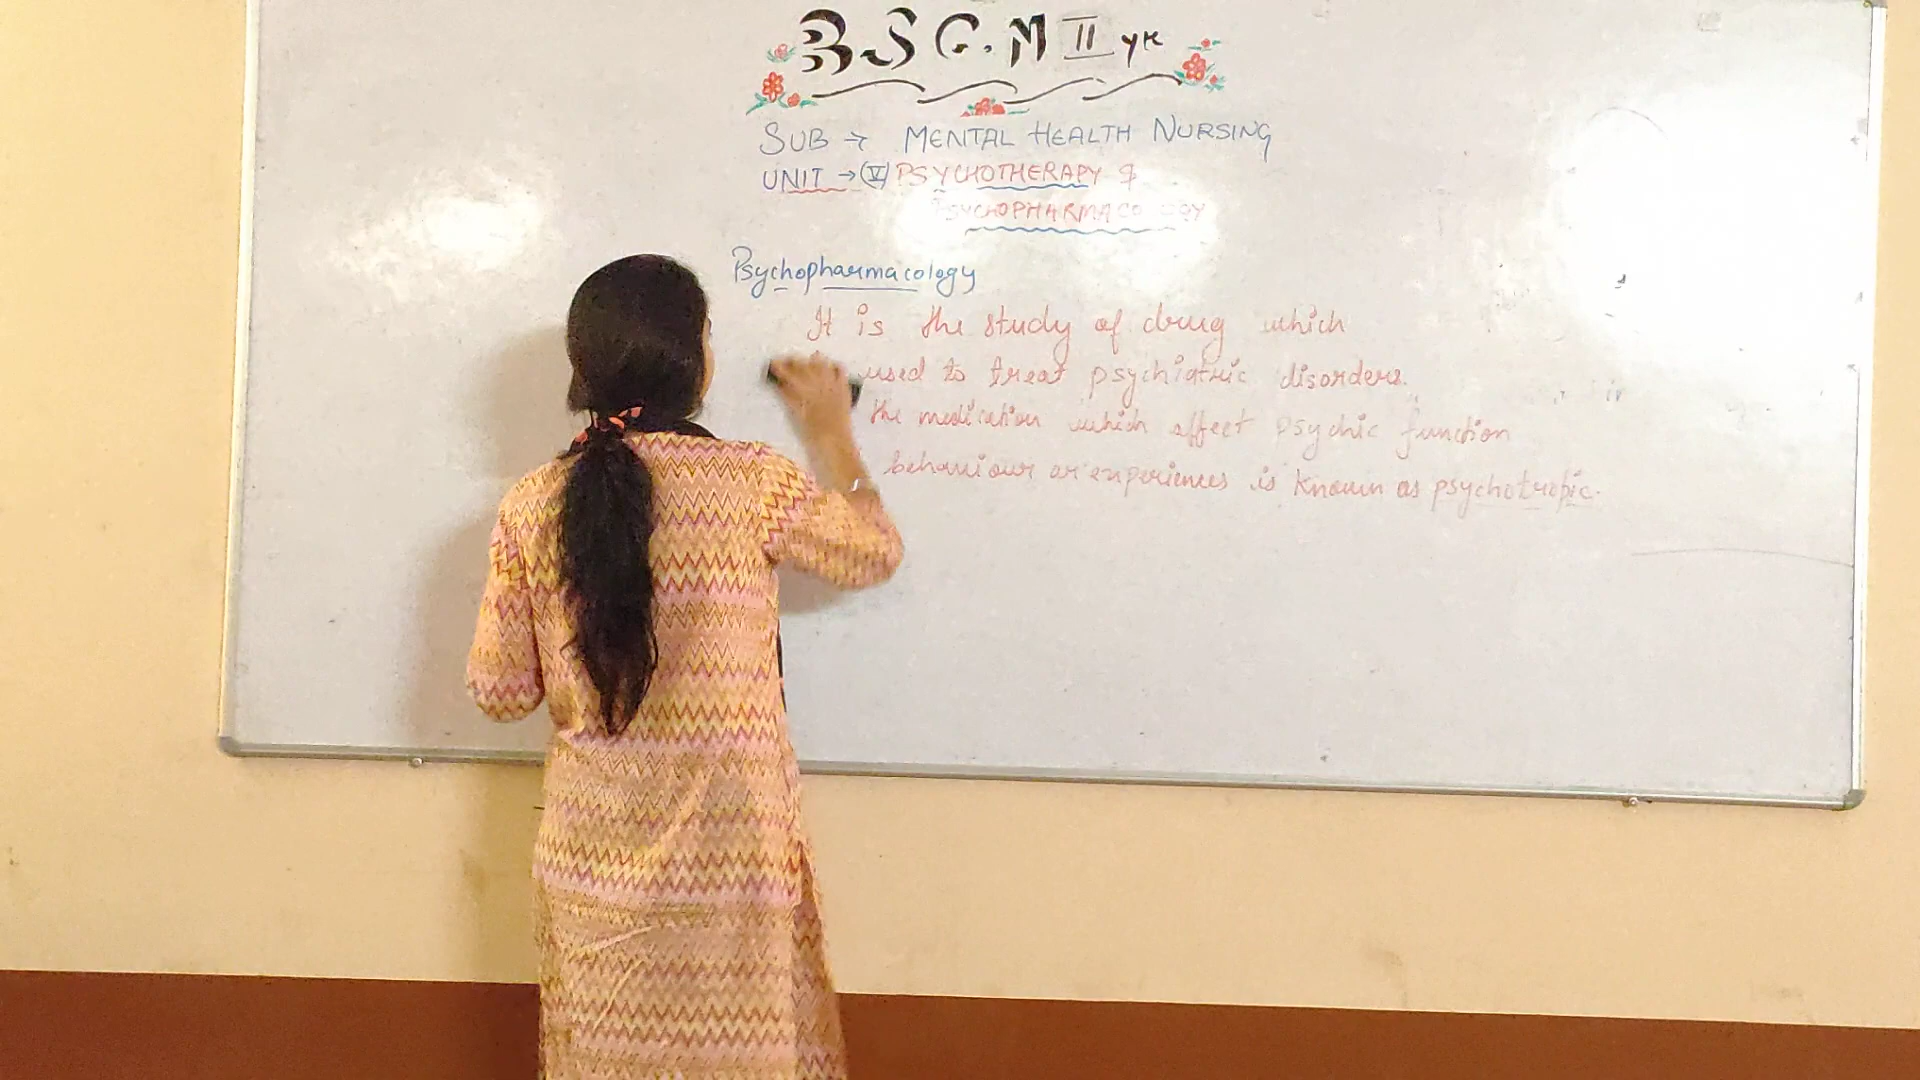 BSC.N II yr
SUB → MENTAL HEALTH NURSING
UNIT → (V) PSYCHOTHERAPY &
PSYCHOPHARMACOLOGY
Psychopharmacology
It is the study of drug which
used to treat psychiatric disorders.
the medication which affect psychic function
behaviour or experiences is known as psychotropic.